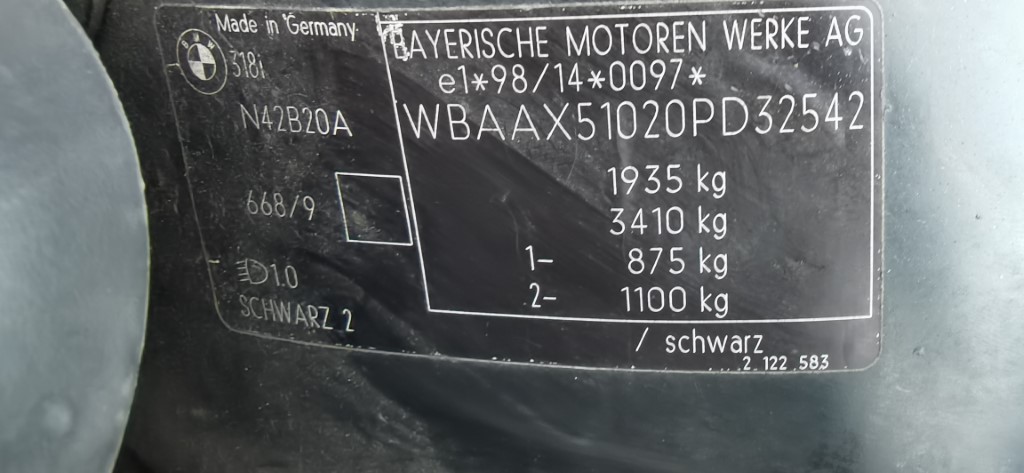 Made in Germany
318i
N42B20A
668/9
1.0
SCHWARZ 2
BAYERISCHE MOTOREN WERKE AG
e1*98/14*0097*
WBAAX51020PD32542
1935 kg
3410 kg
1- 875 kg
2- 1100 kg
/ schwarz
2 122 583